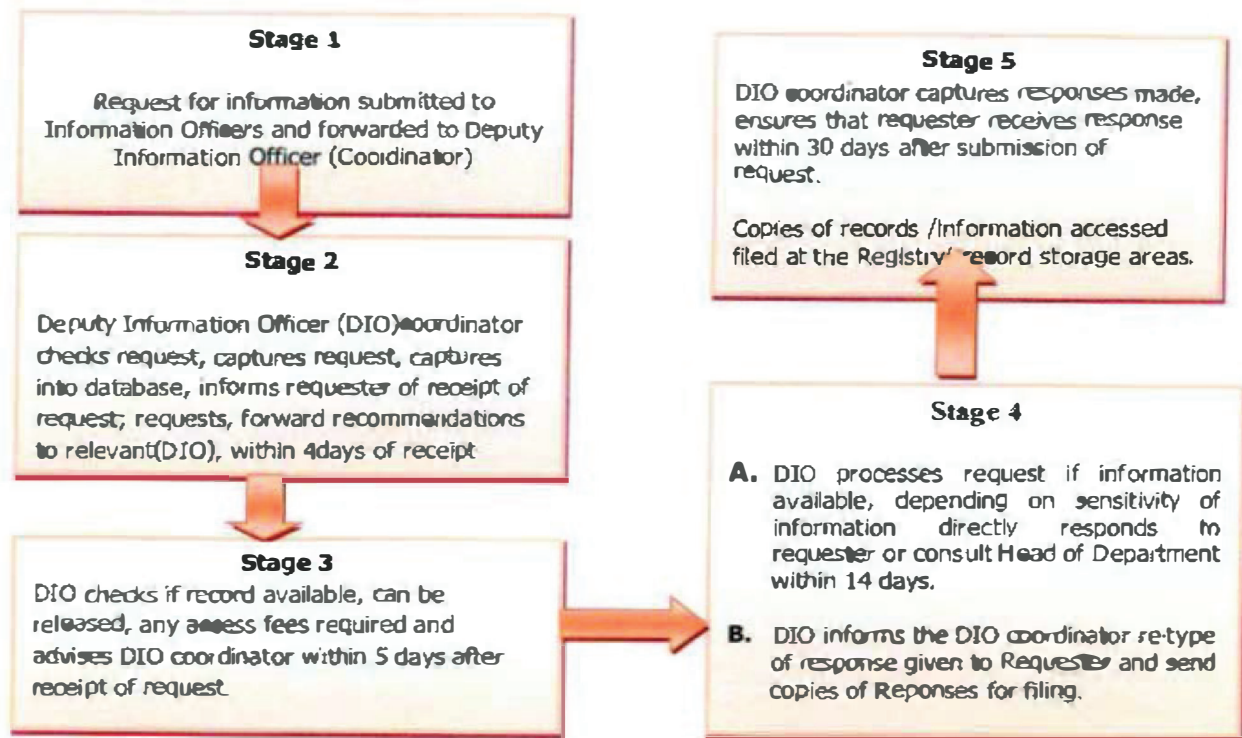 Stage 1
Request for information submitted to
Information Officers and forwarded to Deputy
Information Officer (Coordinator)
Stage 2
Deputy Information Officer (DIO)coordinator
checks request, captures request, captures
into database, informs requester of receipt of
request; requests, forward recommendations
to relevant(DIO), within 4days of receipt
Stage 3
DIO checks if record available, can be
released, any access fees required and
advises DIO coordinator within 5 days after
receipt of request
Stage 4
A. DIO processes request if information
available, depending on sensitivity of
information directly responds to
requester or consult Head of Department
within 14 days.
B. DIO informs the DIO coordinator re-type
of response given to Requester and send
copies of Reponses for filing.
Stage 5
DIO coordinator captures responses made,
ensures that requester receives response
within 30 days after submission of
request.
Copies of records /Information accessed
filed at the Registry/ record storage areas.